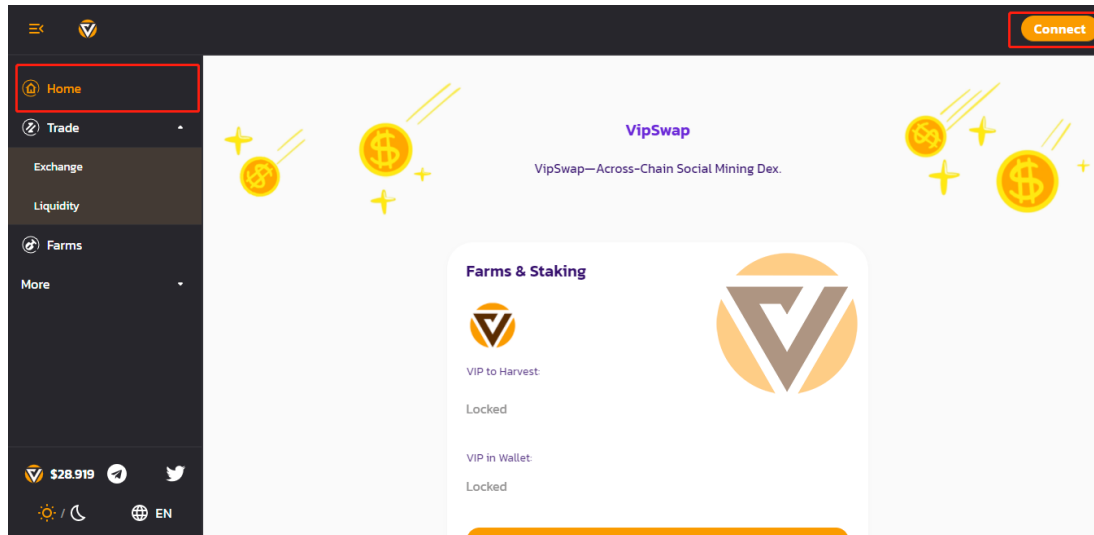 Connect
Home
Trade
Exchange
Liquidity
Farms
More
$28.919
EN
VipSwap
VipSwap—Across-Chain Social Mining Dex.
Farms & Staking
VIP to Harvest:
Locked
VIP in Wallet:
Locked